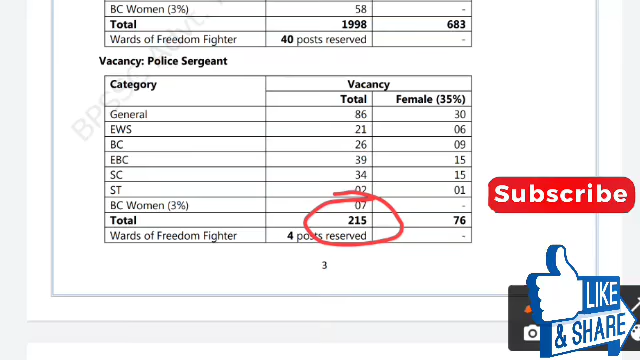 BC Women (3%) 58 -
Total 1998 683
Wards of Freedom Fighter 40 posts reserved -
Vacancy: Police Sergeant
Category Vacancy
Total Female (35%)
General 86 30
EWS 21 06
BC 26 09
EBC 39 15
SC 34 15
ST 02 01
BC Women (3%) 07 -
Total 215 76
Wards of Freedom Fighter 4 posts reserved -
3
BPSSC Advt.
Subscribe
LIKE
& SHARE